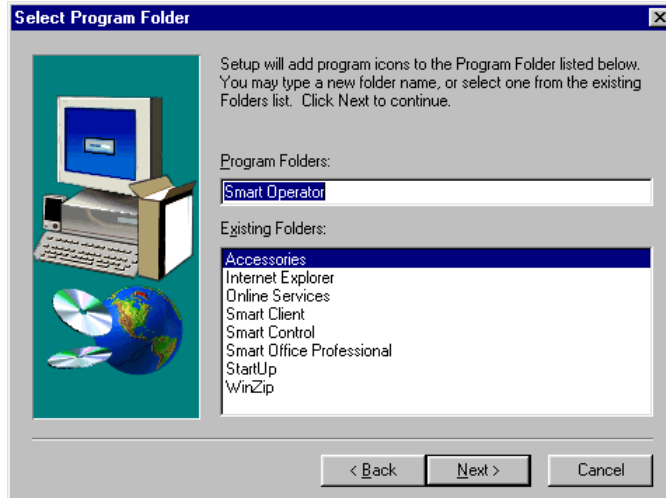 Select Program Folder
Setup will add program icons to the Program Folder listed below.
You may type a new folder name, or select one from the existing
Folders list.  Click Next to continue.
Program Folders:
Smart Operator
Existing Folders:
Accessories
Internet Explorer
Online Services
Smart Client
Smart Control
Smart Office Professional
StartUp
WinZip
< Back
Next >
Cancel